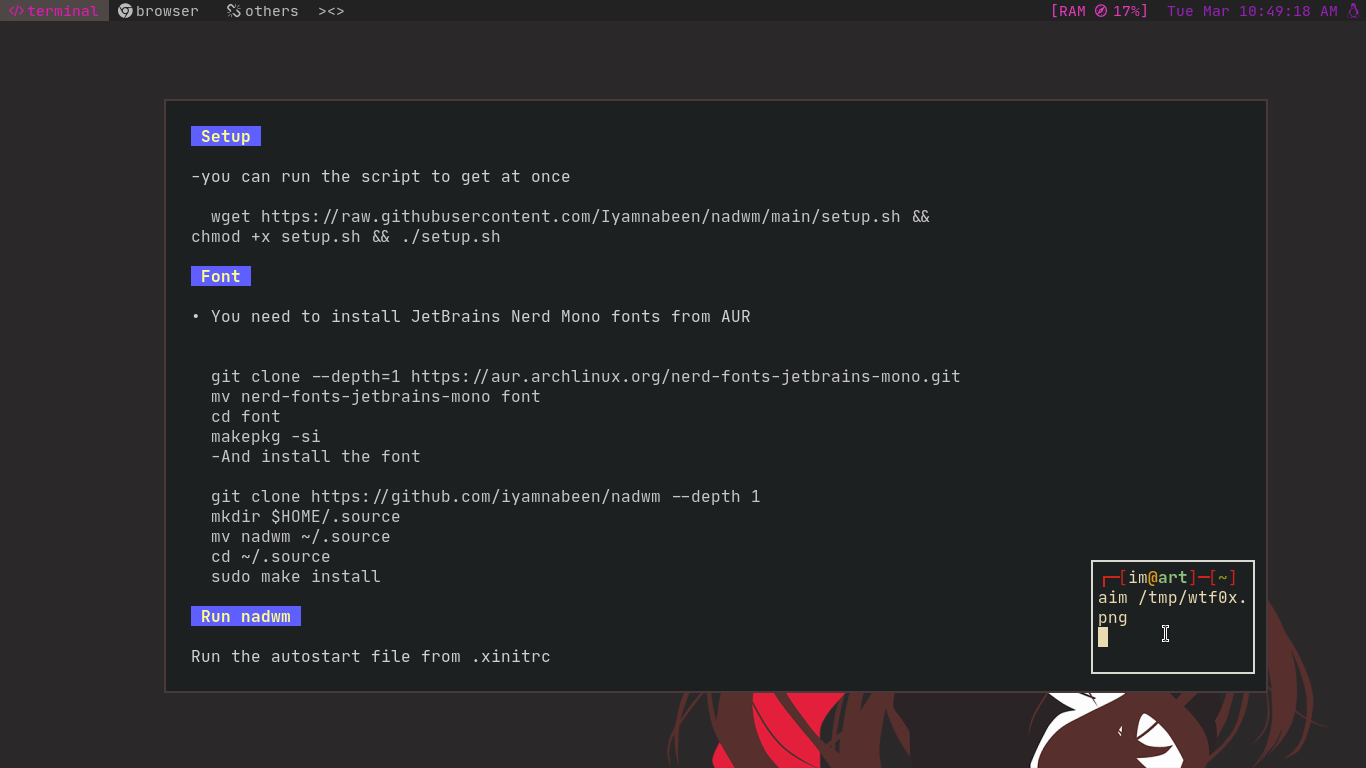 terminal browser others ><> [RAM 17%] Tue Mar 10:49:18 AM
Setup
-you can run the script to get at once
wget https://raw.githubusercontent.com/Iyamnabeen/nadwm/main/setup.sh &&
chmod +x setup.sh && ./setup.sh
Font
• You need to install JetBrains Nerd Mono fonts from AUR
git clone --depth=1 https://aur.archlinux.org/nerd-fonts-jetbrains-mono.git
mv nerd-fonts-jetbrains-mono font
cd font
makepkg -si
-And install the font
git clone https://github.com/iyamnabeen/nadwm --depth 1
mkdir $HOME/.source
mv nadwm ~/.source
cd ~/.source
sudo make install
Run nadwm
Run the autostart file from .xinitrc
┌─[im@art]─[~]
aim /tmp/wtf0x.
png